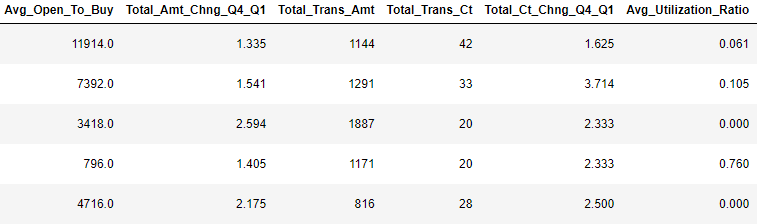 Avg_Open_To_Buy Total_Amt_Chng_Q4_Q1 Total_Trans_Amt Total_Trans_Ct Total_Ct_Chng_Q4_Q1 Avg_Utilization_Ratio
11914.0 1.335 1144 42 1.625 0.061
7392.0 1.541 1291 33 3.714 0.105
3418.0 2.594 1887 20 2.333 0.000
796.0 1.405 1171 20 2.333 0.760
4716.0 2.175 816 28 2.500 0.000